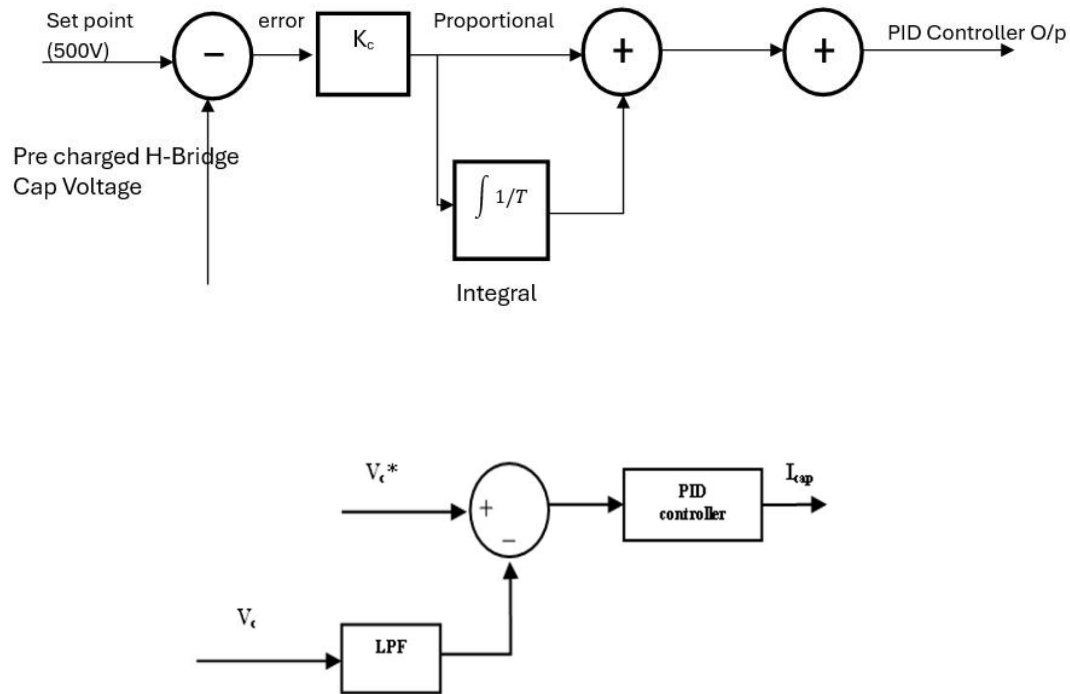 Set point
(500V)
−
error
K_c
Proportional
+
+
PID Controller O/p
Pre charged H-Bridge
Cap Voltage
∫ 1/T
Integral
V_c*
+
−
PID
controller
I_cap
V_c
LPF